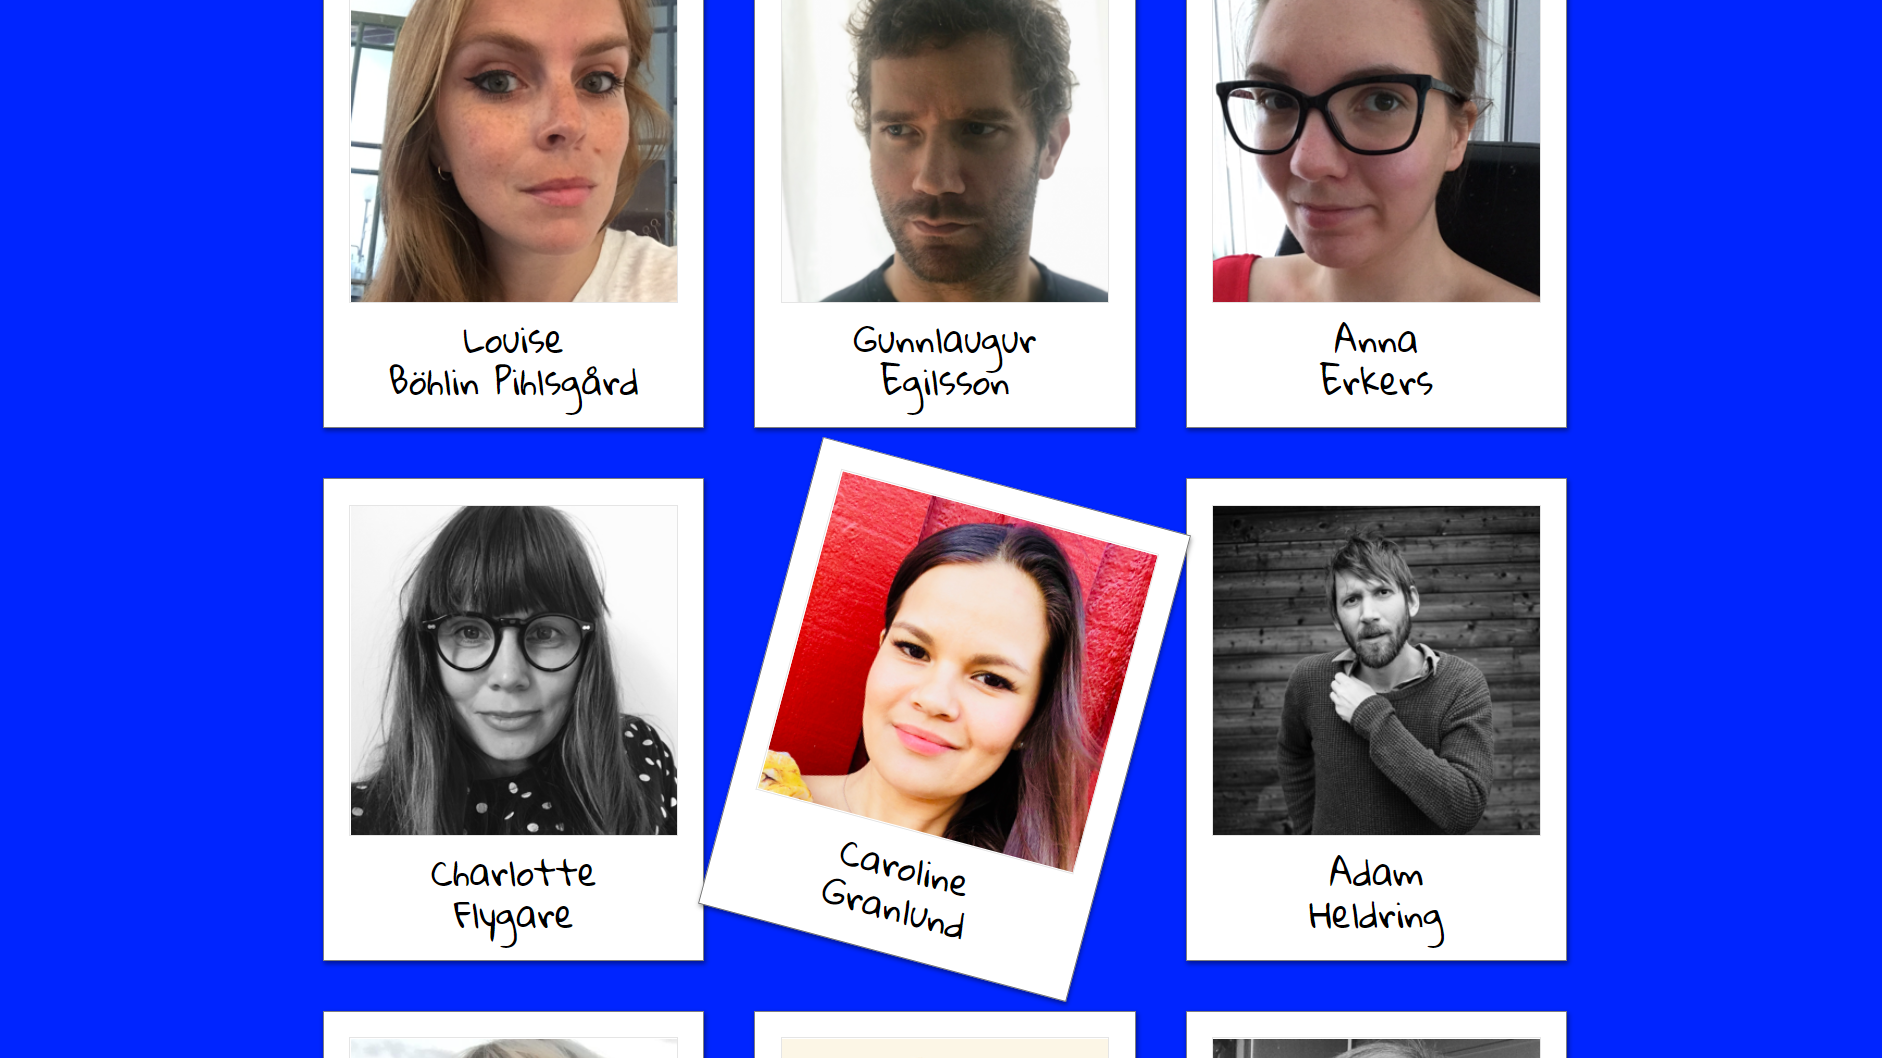 Louise
Böhlin Pihlsgård
Gunnlaugur
Egilsson
Anna
Erkers
Charlotte
Flygare
Caroline
Granlund
Adam
Heldring